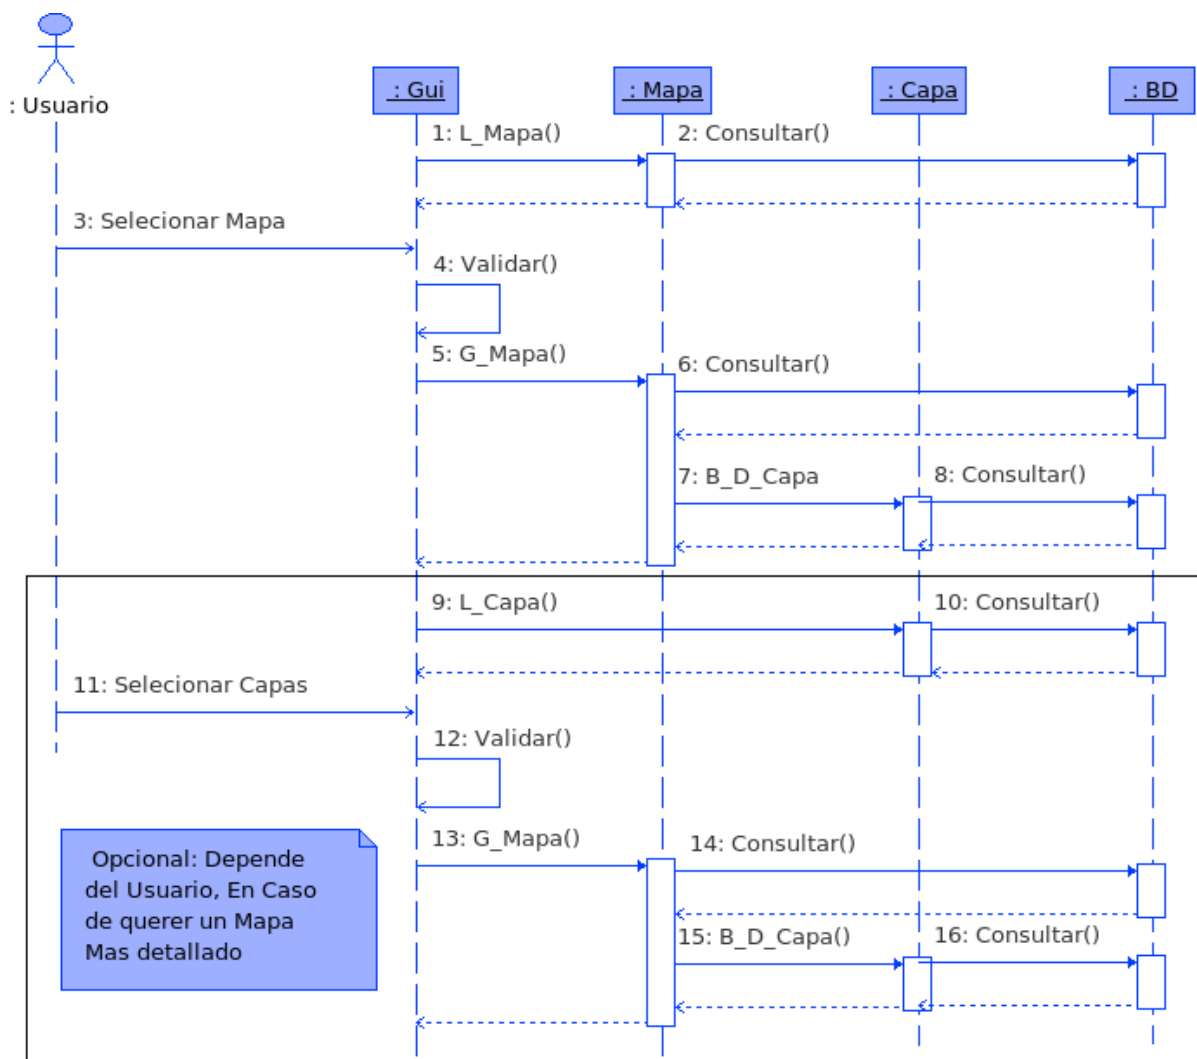 : Usuario
: Gui
: Mapa
: Capa
: BD
1: L_Mapa()
2: Consultar()
3: Selecionar Mapa
4: Validar()
5: G_Mapa()
6: Consultar()
7: B_D_Capa
8: Consultar()
9: L_Capa()
10: Consultar()
11: Selecionar Capas
12: Validar()
13: G_Mapa()
14: Consultar()
Opcional: Depende
del Usuario, En Caso
de querer un Mapa
Mas detallado
15: B_D_Capa()
16: Consultar()